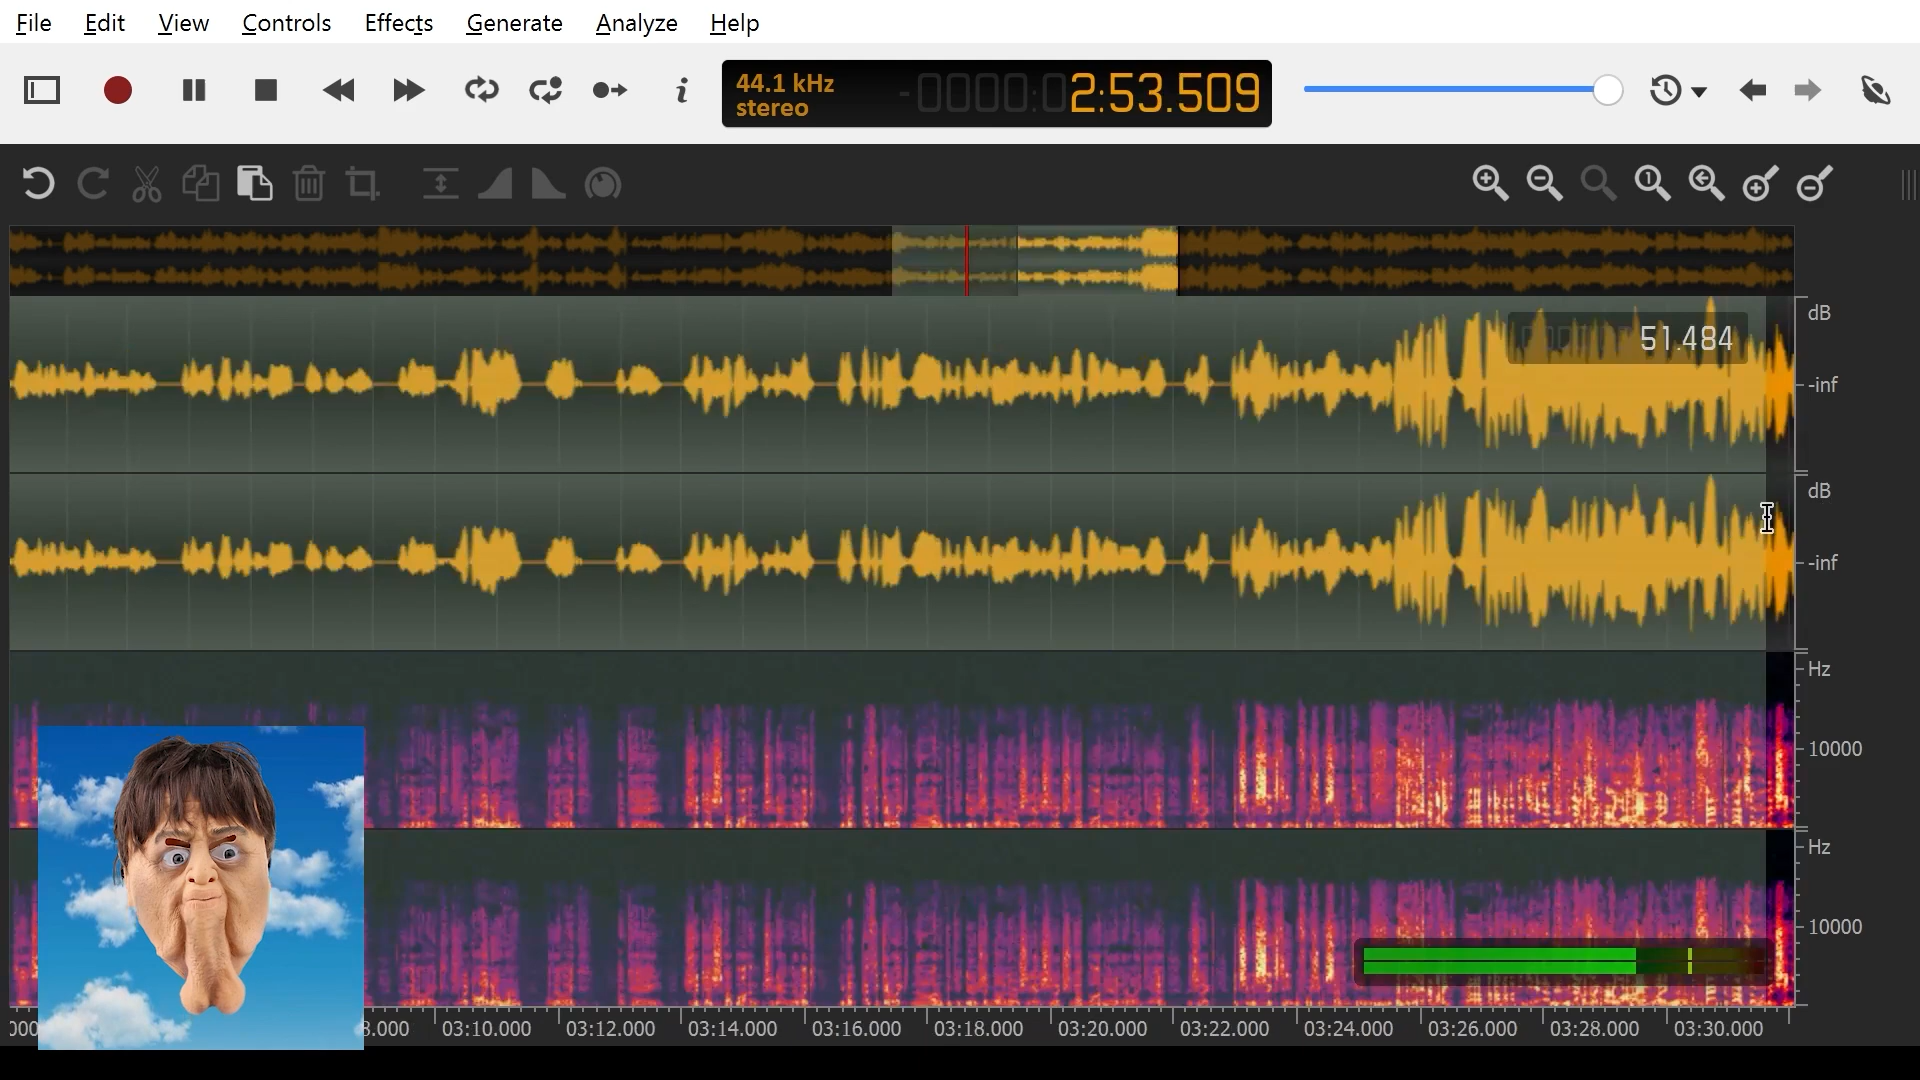 File Edit View Controls Effects Generate Analyze Help
44.1 kHz
stereo
-0000:02:53.509
dB
51.484
-inf
dB
-inf
Hz
10000
Hz
10000
03:10.000 03:12.000 03:14.000 03:16.000 03:18.000 03:20.000 03:22.000 03:24.000 03:26.000 03:28.000 03:30.000